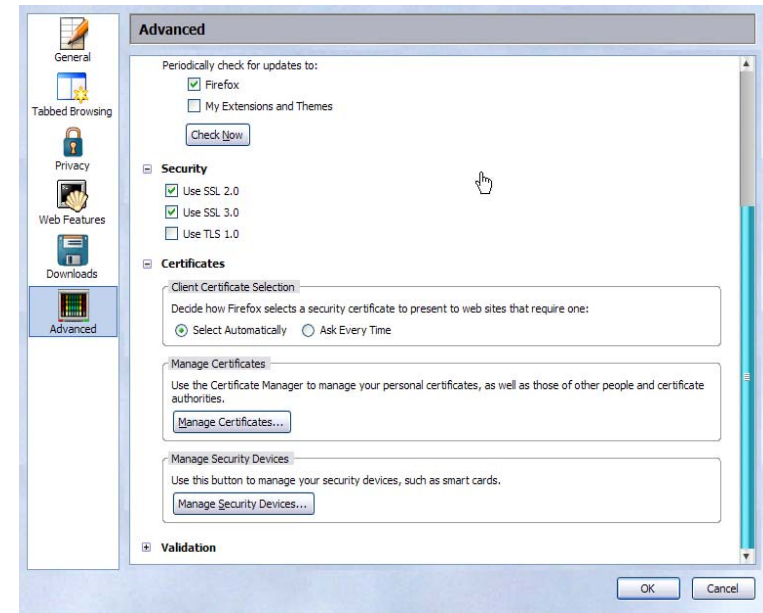 General
Tabbed Browsing
Privacy
Web Features
Downloads
Advanced
Advanced
Periodically check for updates to:
Firefox
My Extensions and Themes
Check Now
Security
Use SSL 2.0
Use SSL 3.0
Use TLS 1.0
Certificates
Client Certificate Selection
Decide how Firefox selects a security certificate to present to web sites that require one:
Select Automatically Ask Every Time
Manage Certificates
Use the Certificate Manager to manage your personal certificates, as well as those of other people and certificate
authorities.
Manage Certificates...
Manage Security Devices
Use this button to manage your security devices, such as smart cards.
Manage Security Devices...
Validation
OK Cancel